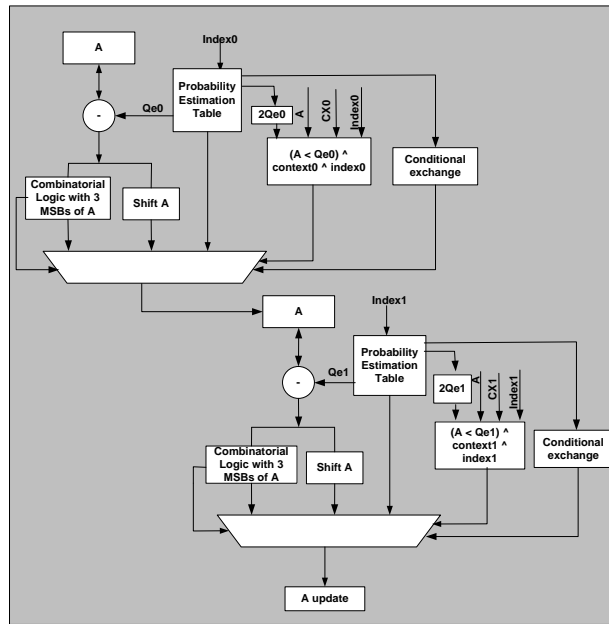 Index0
A
Probability
Estimation
Table
Qe0
2Qe0
A
CX0
Index0
-
(A < Qe0) ^
context0 ^ index0
Conditional
exchange
Combinatorial
Logic with 3
MSBs of A
Shift A
Index1
A
Probability
Estimation
Table
Qe1
2Qe1
A
CX1
Index1
-
(A < Qe1) ^
context1 ^
index1
Conditional
exchange
Combinatorial
Logic with 3
MSBs of A
Shift A
A update